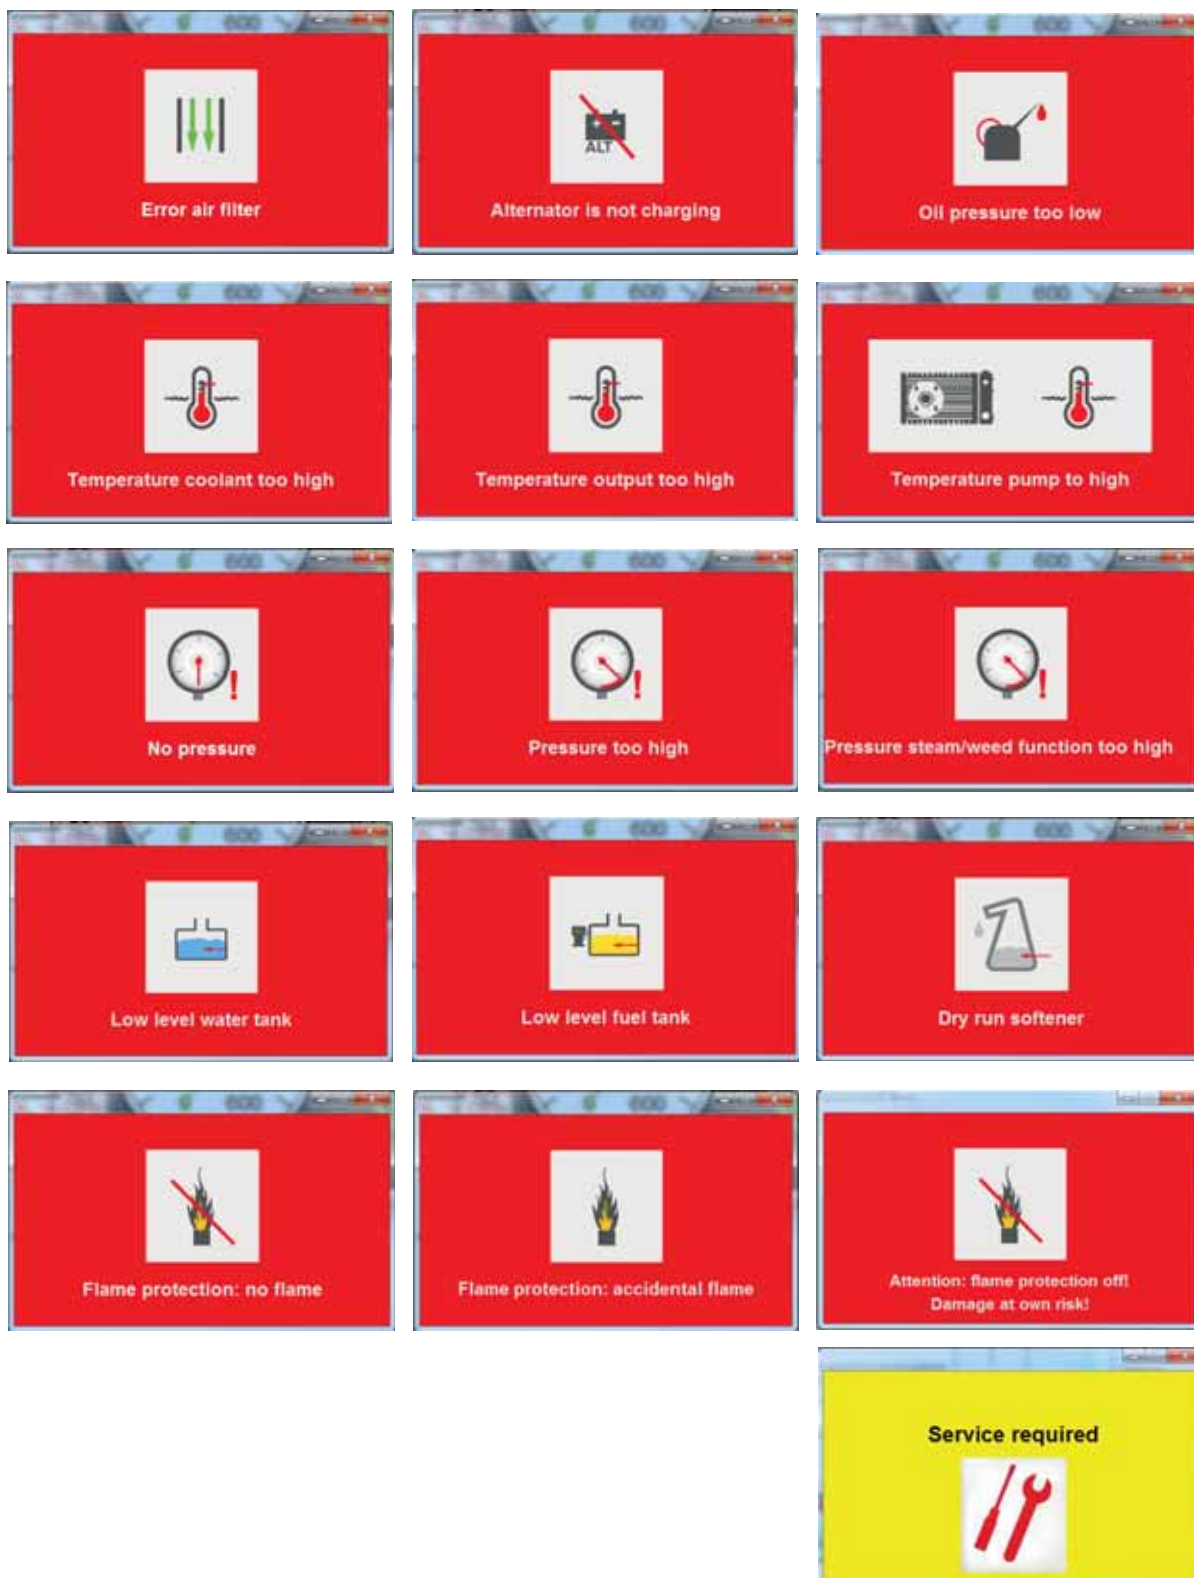 Error air filter
ALT
Alternator is not charging
Oil pressure too low
Temperature coolant too high
Temperature output too high
Temperature pump to high
No pressure
Pressure too high
Pressure steam/weed function too high
Low level water tank
Low level fuel tank
Dry run softener
Flame protection: no flame
Flame protection: accidental flame
Attention: flame protection off!
Damage at own risk!
Service required